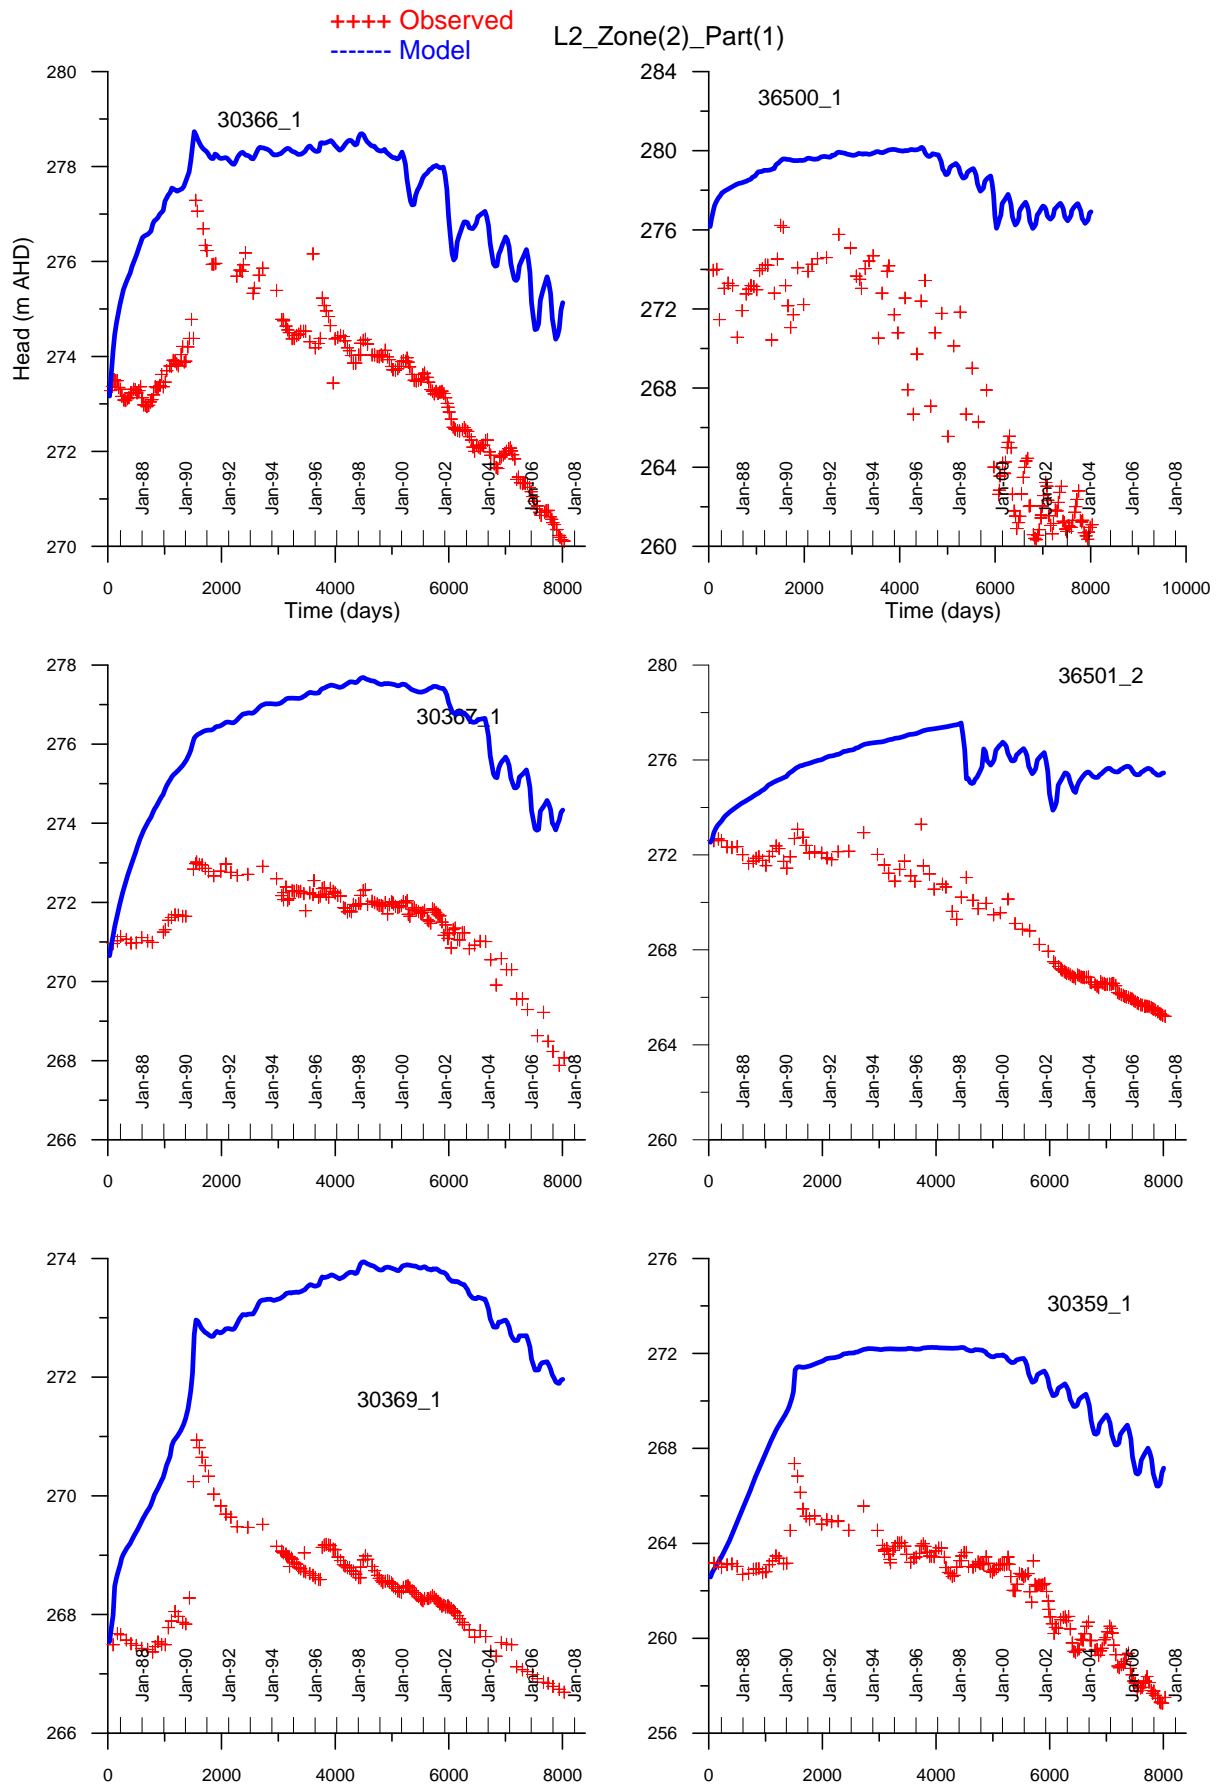 ++++ Observed
------- Model
L2_Zone(2)_Part(1)
30366_1
280
278
276
274
272
270
Head (m AHD)
Jan-88 Jan-90 Jan-92 Jan-94 Jan-96 Jan-98 Jan-00 Jan-02 Jan-04 Jan-06 Jan-08
0 2000 4000 6000 8000
Time (days)
36500_1
284
280
276
272
268
264
260
Jan-88 Jan-90 Jan-92 Jan-94 Jan-96 Jan-98 Jan-00 Jan-02 Jan-04 Jan-06 Jan-08
0 2000 4000 6000 8000 10000
Time (days)
30367_1
278
276
274
272
270
268
266
Jan-88 Jan-90 Jan-92 Jan-94 Jan-96 Jan-98 Jan-00 Jan-02 Jan-04 Jan-06 Jan-08
0 2000 4000 6000 8000
36501_2
280
276
272
268
264
260
Jan-88 Jan-90 Jan-92 Jan-94 Jan-96 Jan-98 Jan-00 Jan-02 Jan-04 Jan-06 Jan-08
0 2000 4000 6000 8000
30369_1
274
272
270
268
266
Jan-88 Jan-90 Jan-92 Jan-94 Jan-96 Jan-98 Jan-00 Jan-02 Jan-04 Jan-06 Jan-08
0 2000 4000 6000 8000
30359_1
276
272
268
264
260
256
Jan-88 Jan-90 Jan-92 Jan-94 Jan-96 Jan-98 Jan-00 Jan-02 Jan-04 Jan-06 Jan-08
0 2000 4000 6000 8000